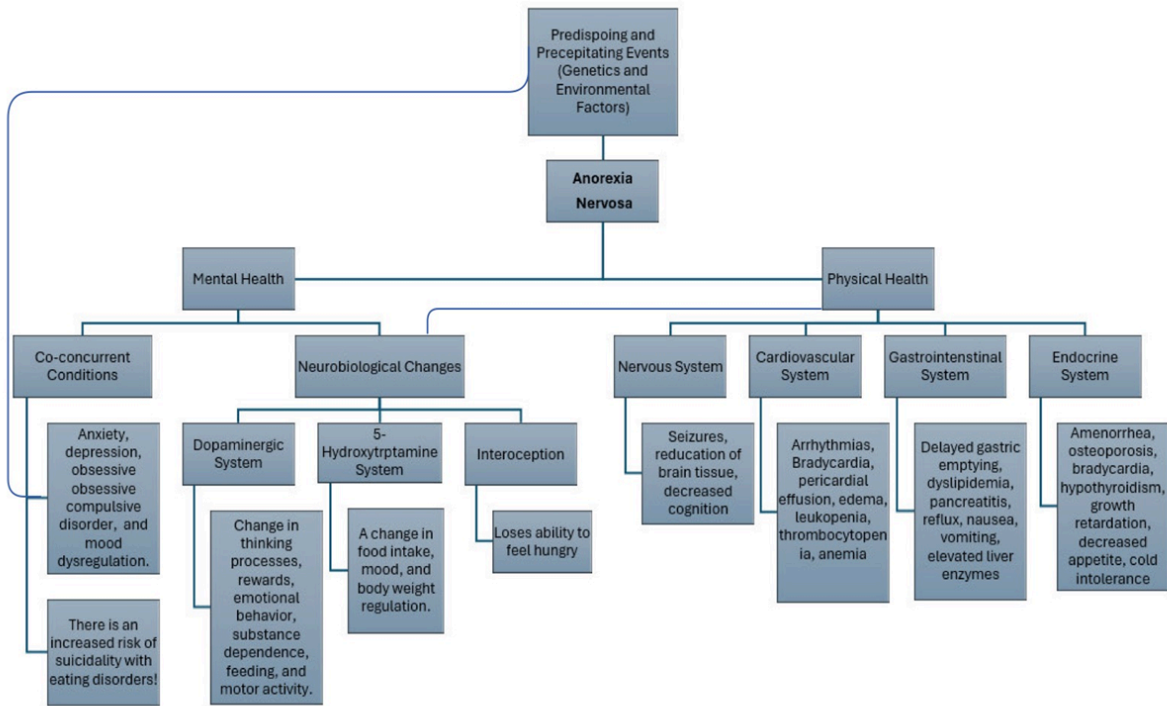 Predispoing and
Precepitating Events
(Genetics and
Environmental
Factors)
Anorexia
Nervosa
Mental Health
Physical Health
Co-concurrent
Conditions
Neurobiological Changes
Nervous System
Cardiovascular
System
Gastrointenstinal
System
Endocrine
System
Anxiety,
depression,
obsessive
obsessive
compulsive
disorder, and
mood
dysregulation.
There is an
increased risk of
suicidality with
eating disorders!
Dopaminergic
System
Change in
thinking
processes,
rewards,
emotional
behavior,
substance
dependence,
feeding, and
motor activity.
5-
Hydroxytrptamine
System
A change in
food intake,
mood, and
body weight
regulation.
Interoception
Loses ability to
feel hungry
Seizures,
reducation of
brain tissue,
decreased
cognition
Arrhythmias,
Bradycardia,
pericardial
effusion, edema,
leukopenia,
thrombocytopen
ia, anemia
Delayed gastric
emptying,
dyslipidemia,
pancreatitis,
reflux, nausea,
vomiting,
elevated liver
enzymes
Amenorrhea,
osteoporosis,
bradycardia,
hypothyroidism,
growth
retardation,
decreased
appetite, cold
intolerance